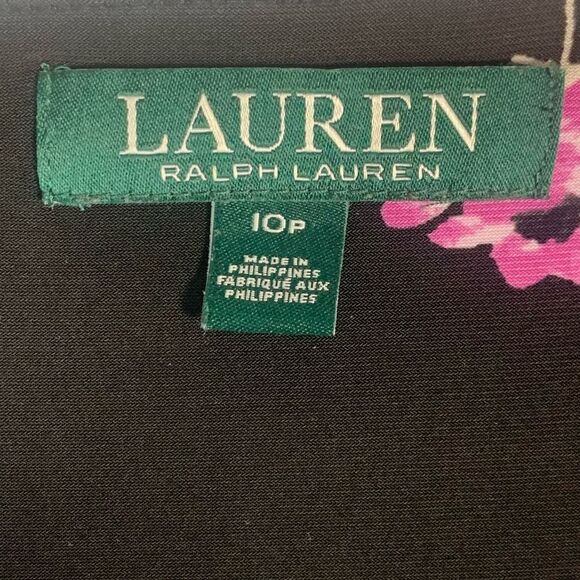 LAUREN
RALPH LAUREN
10P
MADE IN
PHILIPPINES
FABRIQUÉ AUX
PHILIPPINES